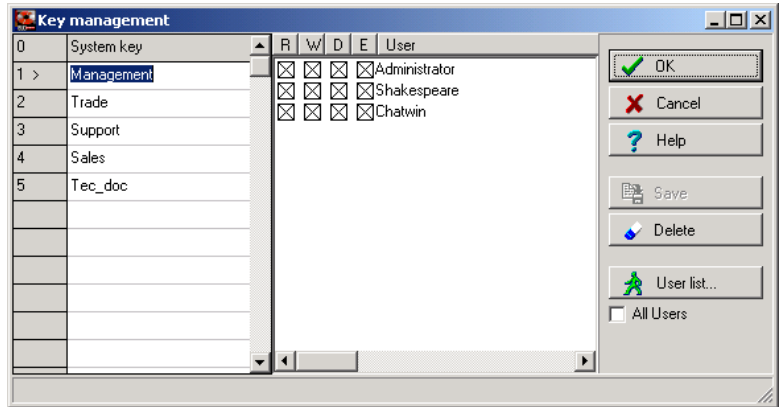 Key management
0 System key
R W D E User
1 > Management
Administrator
2 Trade
Shakespeare
3 Support
Chatwin
4 Sales
5 Tec_doc
OK
Cancel
Help
Save
Delete
User list...
All Users